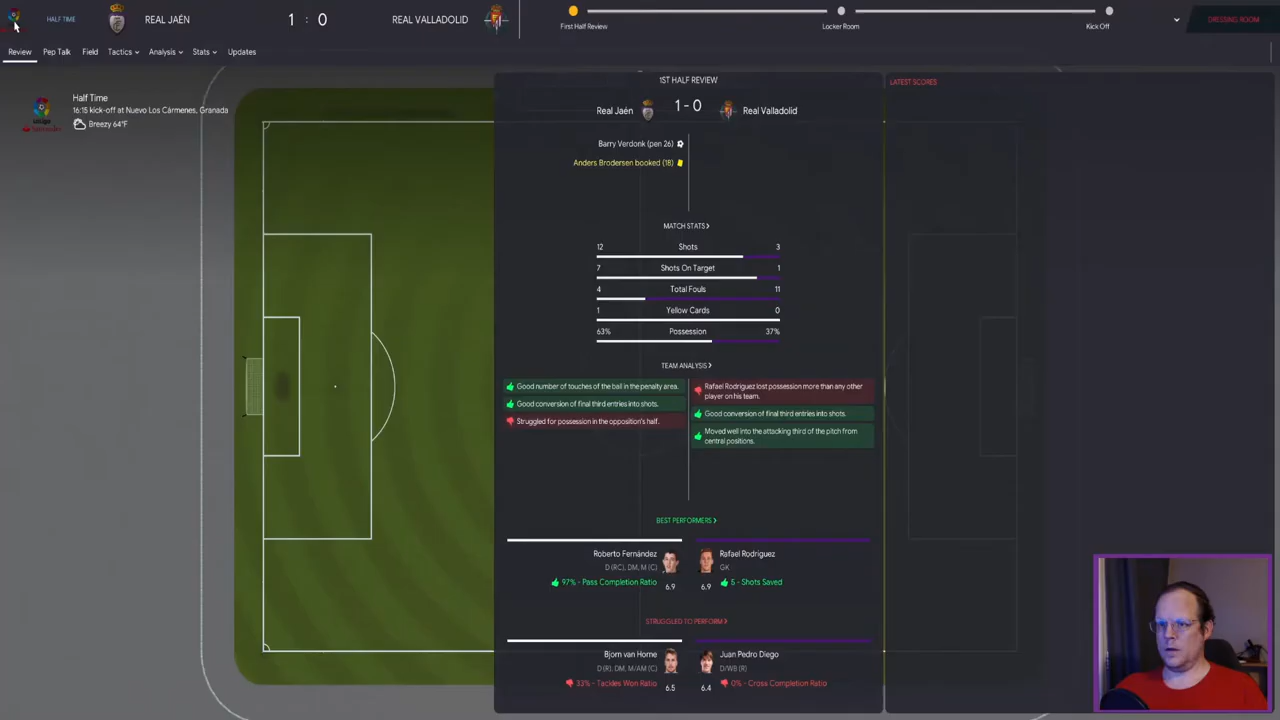 HALF TIME
REAL JAÉN
1 : 0
REAL VALLADOLID
First Half Review
Locker Room
Kick Off
DRESSING ROOM
Review
Pep Talk
Field
Tactics
Analysis
Stats
Updates
Half Time
16:15 kick-off at Nuevo Los Cármenes, Granada
Breezy 64°F
1ST HALF REVIEW
Real Jaén
1 - 0
Real Valladolid
Barry Verdonk (pen 26)
Anders Brodersen booked (18)
MATCH STATS
12 Shots 3
7 Shots On Target 1
4 Total Fouls 11
1 Yellow Cards 0
63% Possession 37%
TEAM ANALYSIS
Good number of touches of the ball in the penalty area.
Good conversion of final third entries into shots.
Struggled for possession in the opposition's half.
Rafael Rodríguez lost possession more than any other
player on his team.
Good conversion of final third entries into shots.
Moved well into the attacking third of the pitch from
central positions.
BEST PERFORMERS
Roberto Fernández
D (RC), DM, M (C)
97% - Pass Completion Ratio
6.9
Rafael Rodríguez
GK
5 - Shots Saved
6.9
STRUGGLED TO PERFORM
Bjorn van Horne
D (R), DM, M/AM (C)
33% - Tackles Won Ratio
6.5
Juan Pedro Diego
D/WB (R)
0% - Cross Completion Ratio
6.4
LATEST SCORES